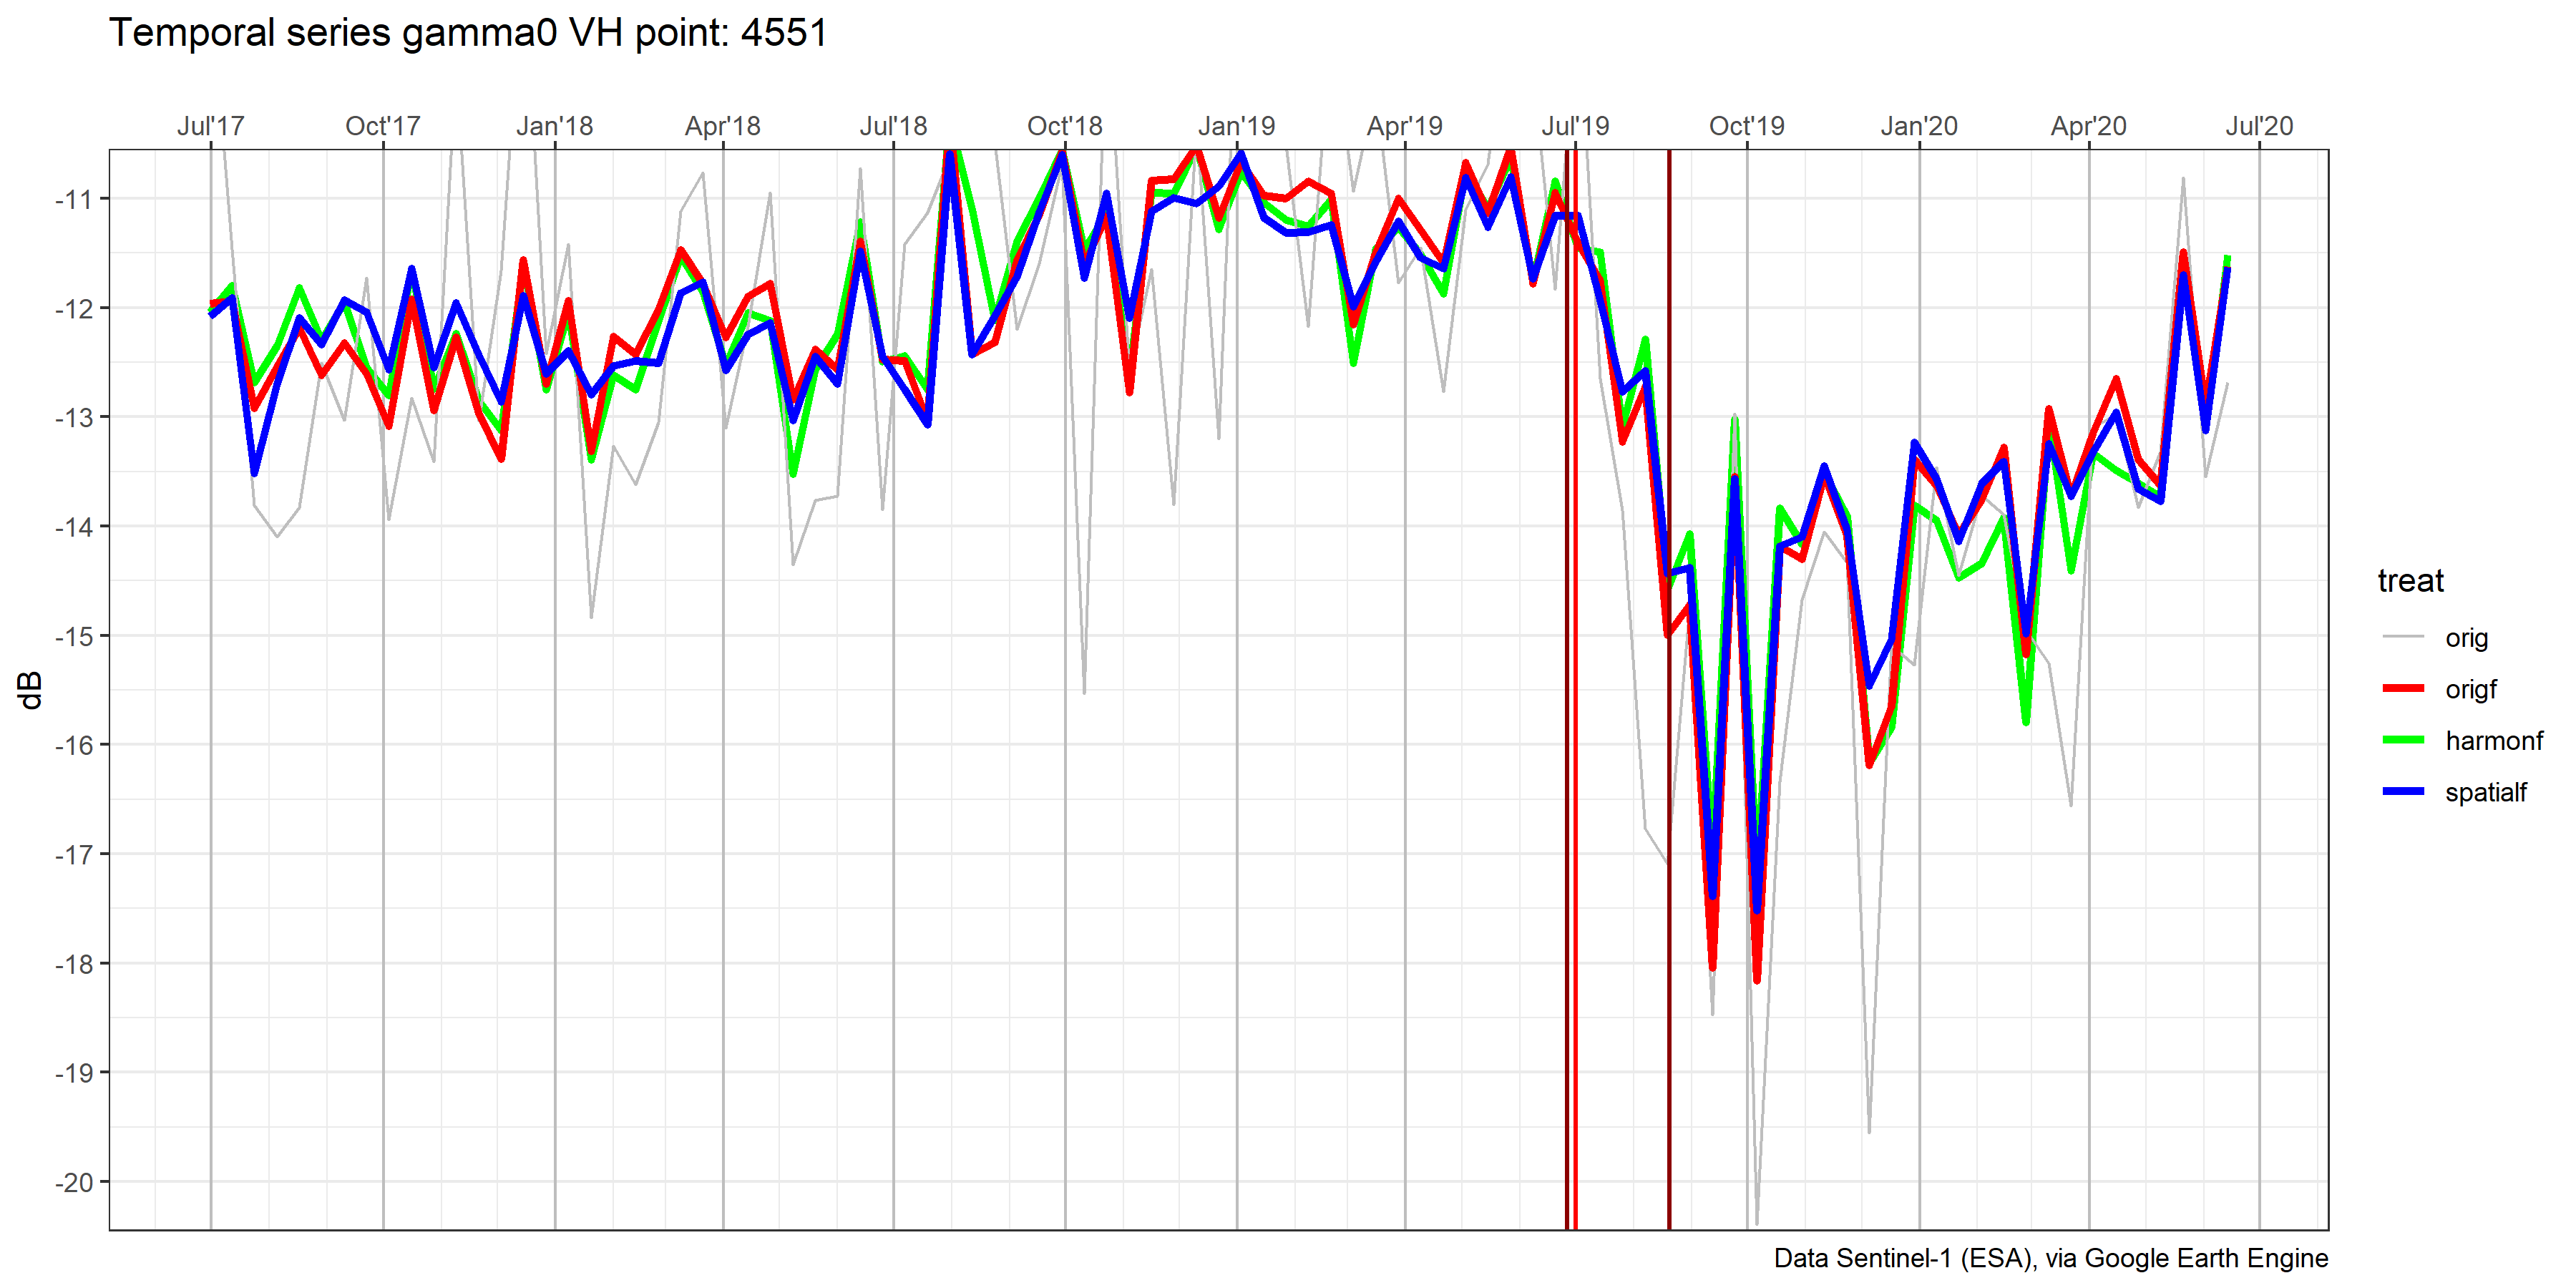 Temporal series gamma0 VH point: 4551
Jul'17 Oct'17 Jan'18 Apr'18 Jul'18 Oct'18 Jan'19 Apr'19 Jul'19 Oct'19 Jan'20 Apr'20 Jul'20
-11
-12
-13
-14
-15
-16
-17
-18
-19
-20
dB
treat
orig
origf
harmonf
spatialf
Data Sentinel-1 (ESA), via Google Earth Engine